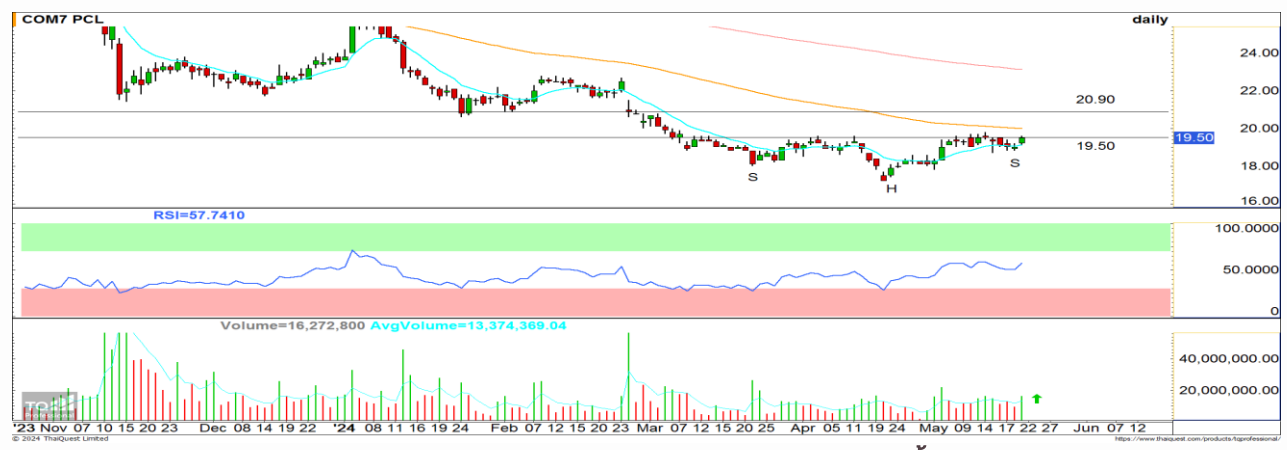 COM7 PCL
daily
24.00
22.00
20.90
20.00
19.50
19.50
18.00
S
S
H
16.00
RSI=57.7410
100.0000
50.0000
0
Volume=16,272,800 AvgVolume=13,374,369.04
40,000,000.00
20,000,000.00
TQ
'23 Nov 07 10 15 20 23 Dec 08 14 19 22 '24 08 11 16 19 24 Feb 07 12 15 20 23 Mar 07 12 15 20 25 Apr 05 11 19 24 May 09 14 17 22 27 Jun 07 12
© 2024 ThaiQuest Limited
https://www.thaiquest.com/products/tqprofessional/